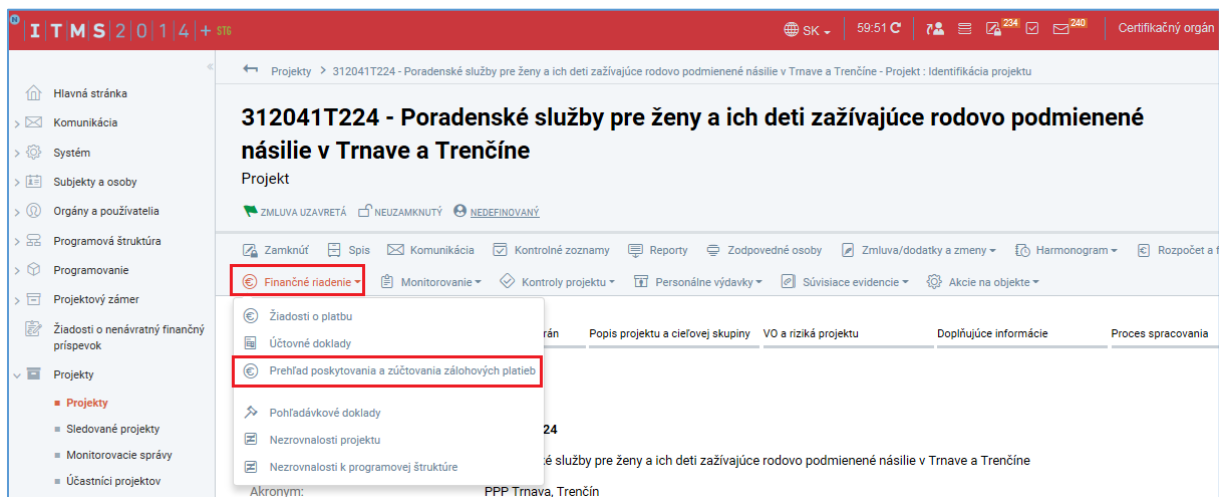 ITMS2014+ STG
SK 59:51 234 240 Certifikačný orgán
Projekty > 312041T224 - Poradenské služby pre ženy a ich deti zažívajúce rodovo podmienené násilie v Trnave a Trenčíne - Projekt : Identifikácia projektu
Hlavná stránka
Komunikácia
Systém
Subjekty a osoby
Orgány a používatelia
Programová štruktúra
Programovanie
Projektový zámer
Žiadosti o nenávratný finančný
príspevok
Projekty
Projekty
Sledované projekty
Monitorovacie správy
Účastníci projektov
312041T224 - Poradenské služby pre ženy a ich deti zažívajúce rodovo podmienené
násilie v Trnave a Trenčíne
Projekt
ZMLUVA UZAVRETÁ NEUZAMKNUTÝ NEDEFINOVANÝ
Zamknúť Spis Komunikácia Kontrolné zoznamy Reporty Zodpovedné osoby Zmluva/dodatky a zmeny Harmonogram Rozpočet a f
Finančné riadenie Monitorovanie Kontroly projektu Personálne výdavky Súvisiace evidencie Akcie na objekte
Žiadosti o platbu
Účtovné doklady
Prehľad poskytovania a zúčtovania zálohových platieb
Pohľadávkové doklady
Nezrovnalosti projektu
Nezrovnalosti k programovej štruktúre
rán Popis projektu a cieľovej skupiny VO a riziká projektu Doplňujúce informácie Proces spracovania
24
é služby pre ženy a ich deti zažívajúce rodovo podmienené násilie v Trnave a Trenčíne
Akronym: PPP Trnava, Trenčín